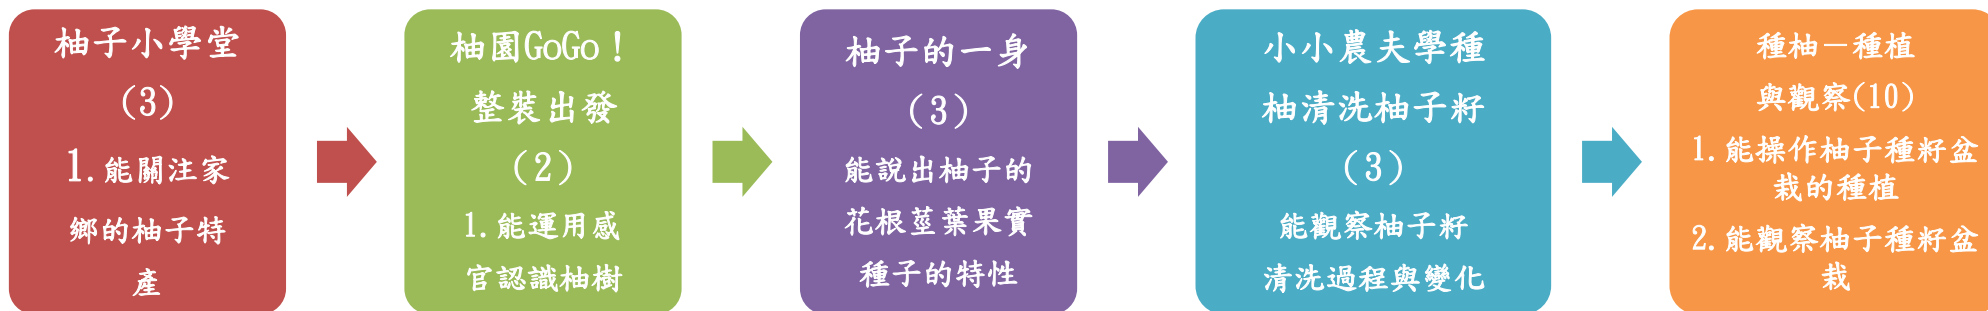 柚子小學堂
(3)
1.能關注家
鄉的柚子特
產
柚園GoGo！
整裝出發
(2)
1.能運用感
官認識柚樹
柚子的一身
(3)
能說出柚子的
花根莖葉果實
種子的特性
小小農夫學種
柚清洗柚子籽
(3)
能觀察柚子籽
清洗過程與變化
種柚－種植
與觀察(10)
1.能操作柚子種籽盆
栽的種植
2.能觀察柚子種籽盆
栽